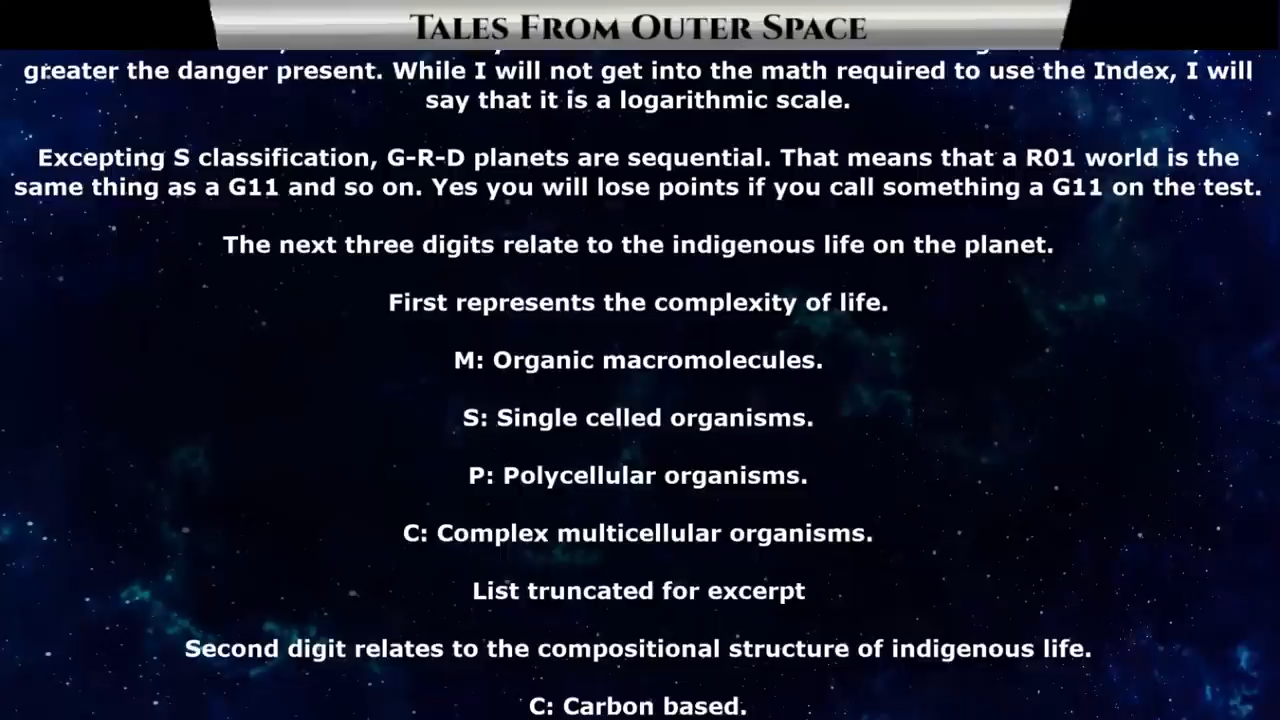 Tales From Outer Space
greater the danger present. While I will not get into the math required to use the Index, I will
say that it is a logarithmic scale.
Excepting S classification, G-R-D planets are sequential. That means that a R01 world is the
same thing as a G11 and so on. Yes you will lose points if you call something a G11 on the test.
The next three digits relate to the indigenous life on the planet.
First represents the complexity of life.
M: Organic macromolecules.
S: Single celled organisms.
P: Polycellular organisms.
C: Complex multicellular organisms.
List truncated for excerpt
Second digit relates to the compositional structure of indigenous life.
C: Carbon based.